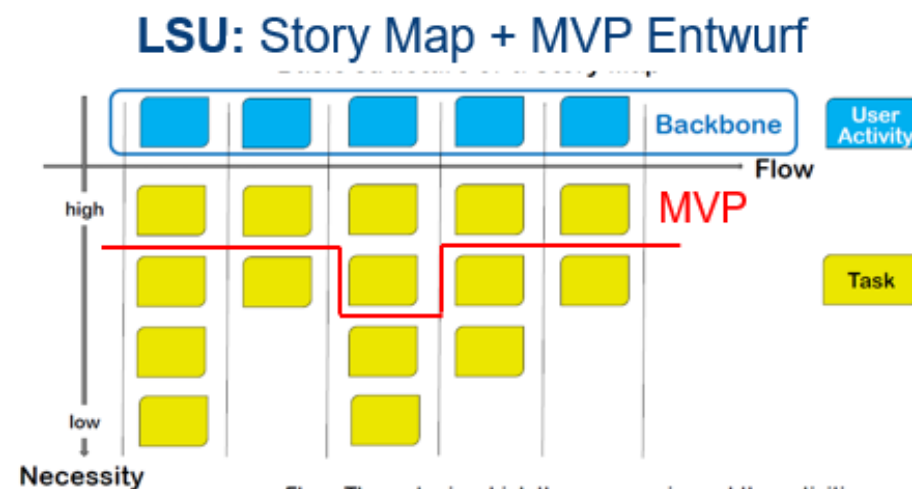 LSU: Story Map + MVP Entwurf
Backbone
User
Activity
Flow
high
MVP
Task
low
Necessity